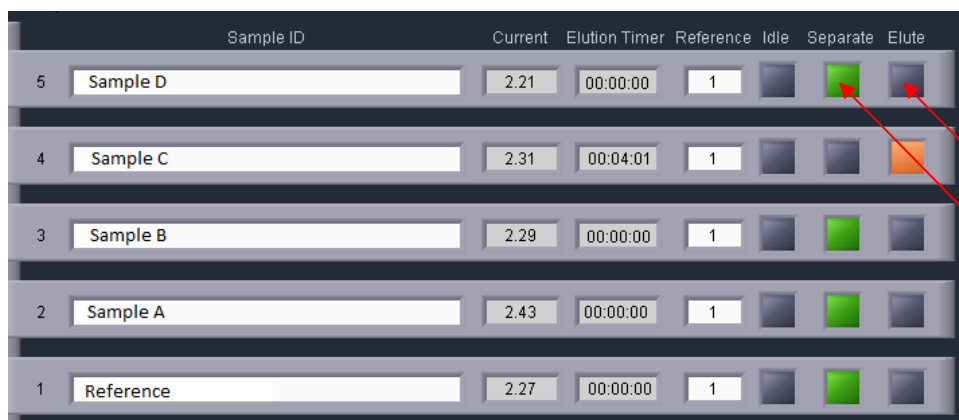 Sample ID Current Elution Timer Reference Idle Separate Elute
5 Sample D 2.21 00:00:00 1
4 Sample C 2.31 00:04:01 1
3 Sample B 2.29 00:00:00 1
2 Sample A 2.43 00:00:00 1
1 Reference 2.27 00:00:00 1